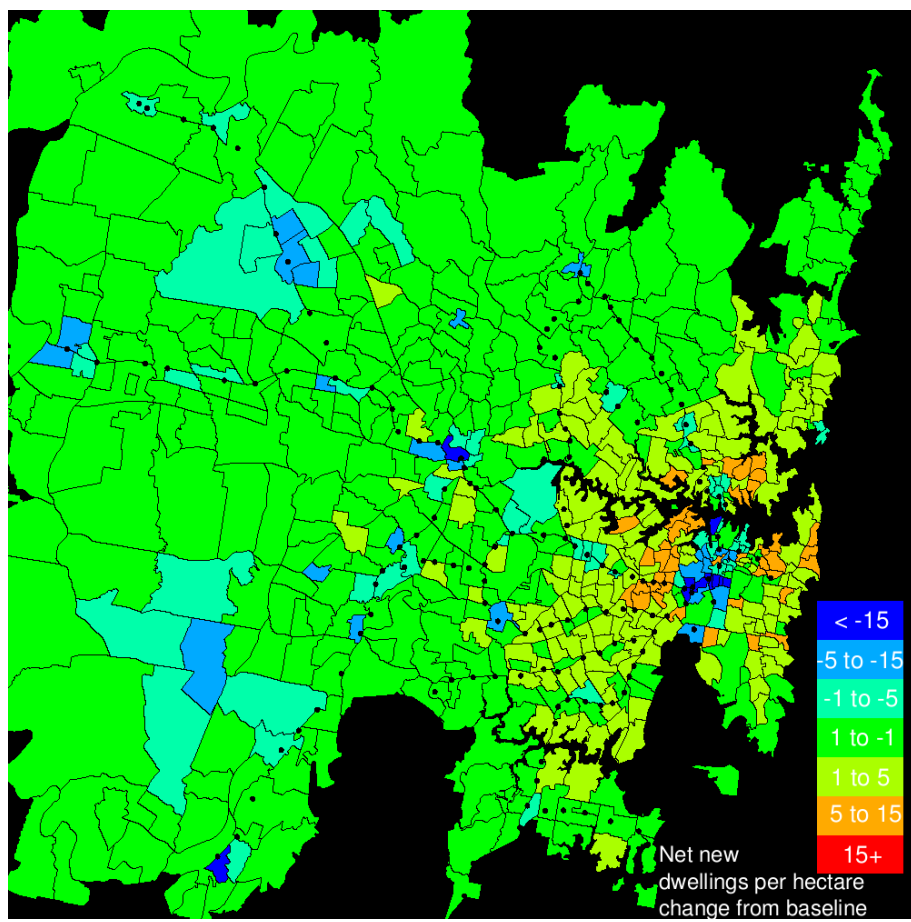 < -15
-5 to -15
-1 to -5
1 to -1
1 to 5
5 to 15
15+
Net new
dwellings per hectare
change from baseline